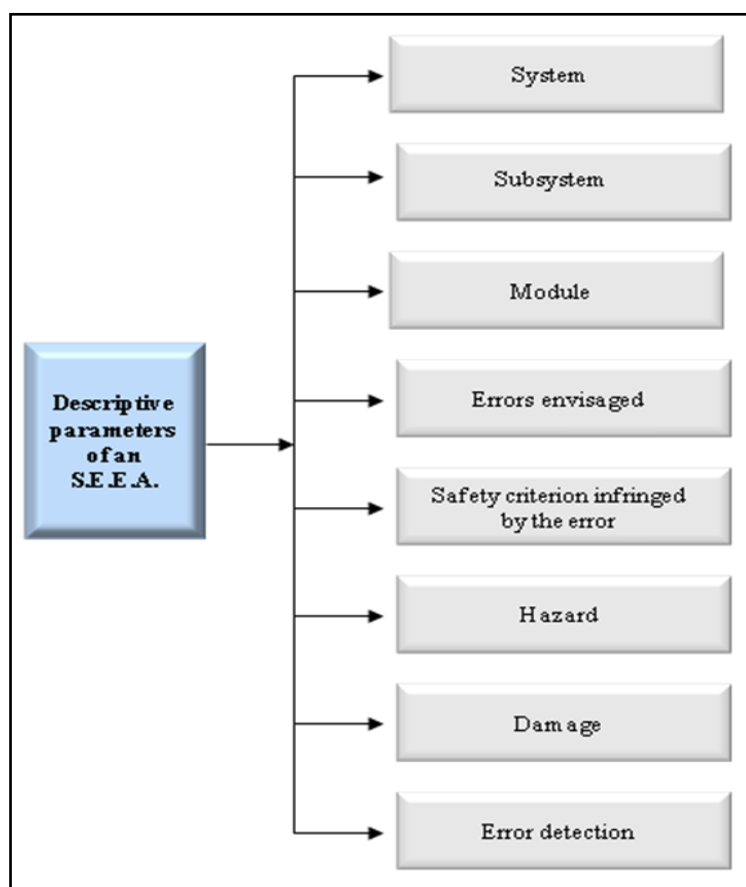 System
Subsystem
Module
Descriptive
parameters
of an
S.E.E.A.
Errors envisaged
Safety criterion infringed
by the error
Hazard
Damage
Error detection